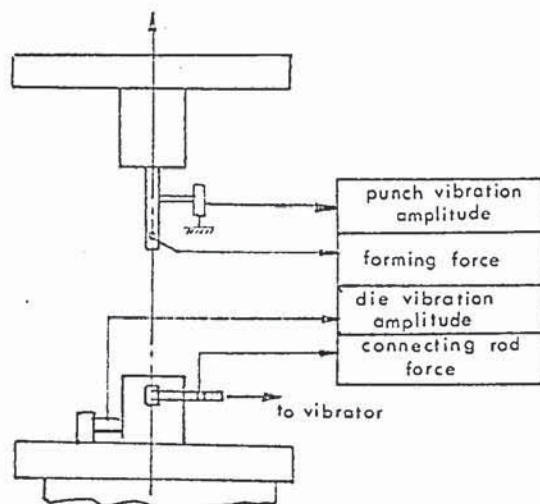 punch vibration
amplitude
forming force
die vibration
amplitude
connecting rod
force
to vibrator